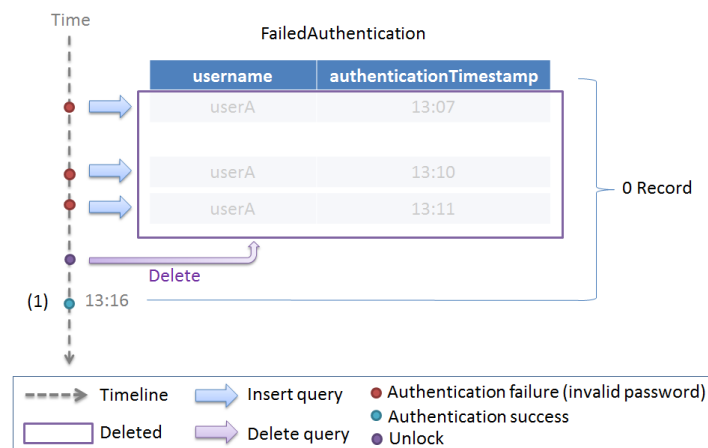 Time
FailedAuthentication
username authenticationTimestamp
userA 13:07
userA 13:10
userA 13:11
0 Record
Delete
(1) 13:16
Timeline Insert query Authentication failure (invalid password)
Authentication success
Deleted Delete query Unlock